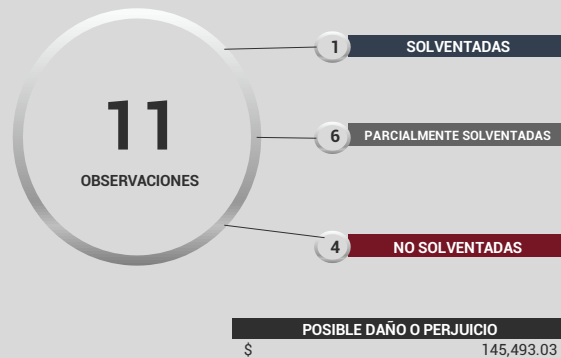 11
OBSERVACIONES
1 SOLVENTADAS
6 PARCIALMENTE SOLVENTADAS
4 NO SOLVENTADAS
POSIBLE DAÑO O PERJUICIO
$ 145,493.03